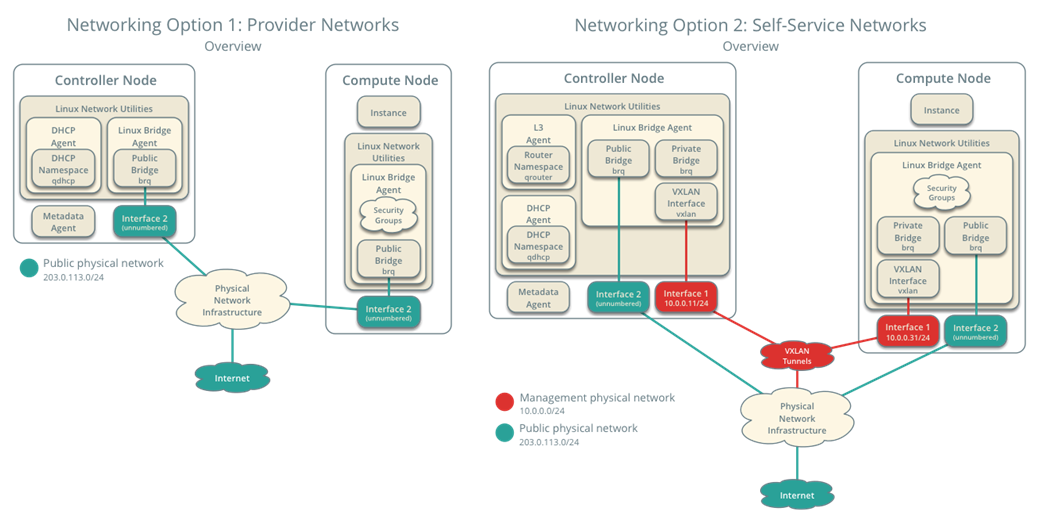 Networking Option 1: Provider Networks
Overview
Controller Node
Linux Network Utilities
DHCP
Agent
DHCP
Namespace
qdhcp
Linux Bridge
Agent
Public
Bridge
brq
Metadata
Agent
Interface 2
(unnumbered)
Compute Node
Instance
Linux Network
Utilities
Linux Bridge
Agent
Security
Groups
Public
Bridge
brq
Interface 2
(unnumbered)
Public physical network
203.0.113.0/24
Physical
Network
Infrastructure
Internet
Networking Option 2: Self-Service Networks
Overview
Controller Node
Linux Network Utilities
L3
Agent
Router
Namespace
qrouter
DHCP
Agent
DHCP
Namespace
qdhcp
Linux Bridge Agent
Public
Bridge
brq
Private
Bridge
brq
VXLAN
Interface
vxlan
Metadata
Agent
Interface 2
(unnumbered)
Interface 1
10.0.0.11/24
Compute Node
Instance
Linux Network Utilities
Linux Bridge Agent
Security
Groups
Private
Bridge
brq
Public
Bridge
brq
VXLAN
Interface
vxlan
Interface 1
10.0.0.31/24
Interface 2
(unnumbered)
VXLAN
Tunnels
Management physical network
10.0.0.0/24
Public physical network
203.0.113.0/24
Physical
Network
Infrastructure
Internet